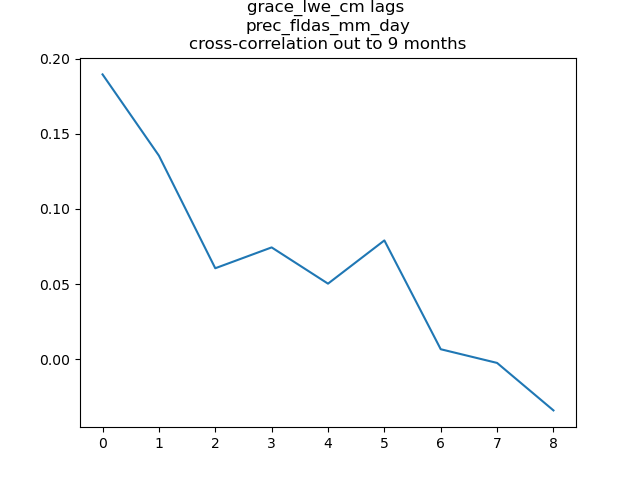 grace_lwe_cm lags
prec_fldas_mm_day
cross-correlation out to 9 months
0.20
0.15
0.10
0.05
0.00
0 1 2 3 4 5 6 7 8